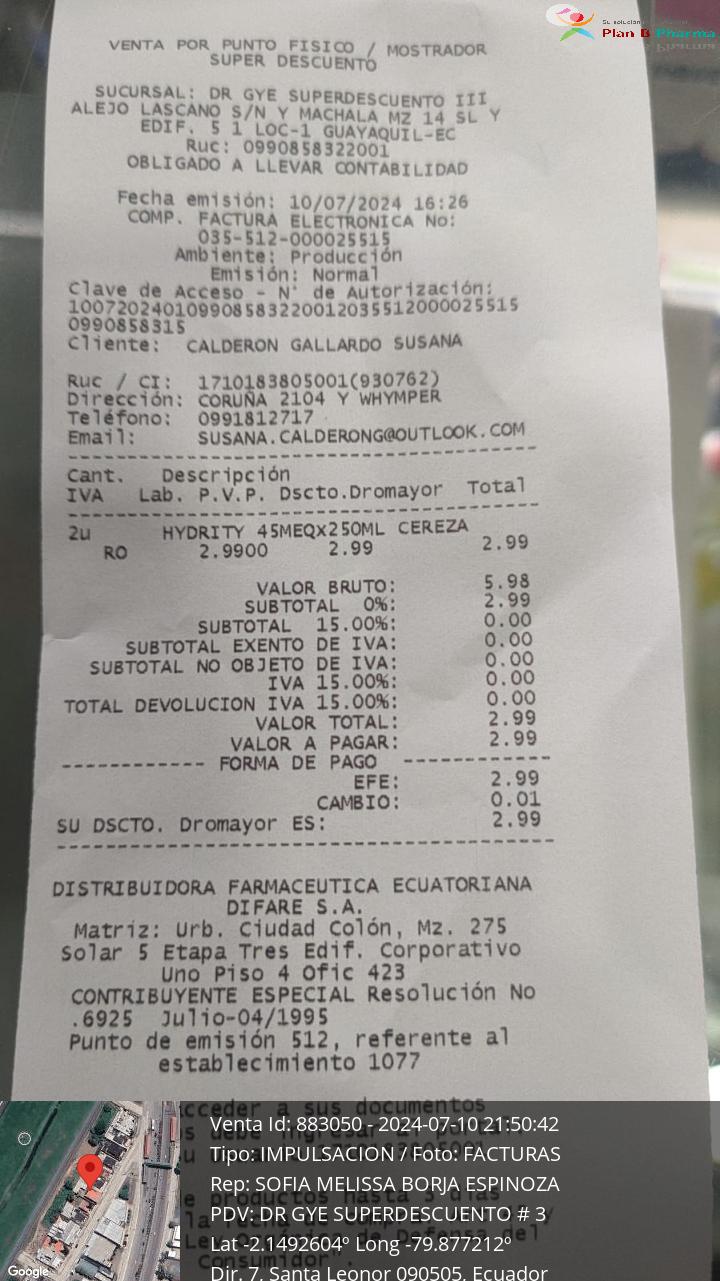 Su solución
Plan B Pharma
VENTA POR PUNTO FISICO / MOSTRADOR
SUPER DESCUENTO
SUCURSAL: DR GYE SUPERDESCUENTO III
ALEJO LASCANO S/N Y MACHALA MZ 14 SL Y
EDIF. 5 1 LOC-1 GUAYAQUIL-EC
Ruc: 0990858322001
OBLIGADO A LLEVAR CONTABILIDAD
Fecha emisión: 10/07/2024 16:26
COMP. FACTURA ELECTRONICA No:
035-512-000025515
Ambiente: Producción
Emisión: Normal
Clave de Acceso - N° de Autorización:
100720240109908583220012035512000025515
0990858315
Cliente: CALDERON GALLARDO SUSANA
Ruc / CI: 1710183805001(930762)
Dirección: CORUÑA 2104 Y WHYMPER
Teléfono: 0991812717
Email: SUSANA.CALDERONG@OUTLOOK.COM
Cant. Descripción
IVA Lab. P.V.P. Dscto.Dromayor Total
2u HYDRITY 45MEQX250ML CEREZA
RO 2.9900 2.99 2.99
VALOR BRUTO: 5.98
SUBTOTAL 0%: 2.99
SUBTOTAL 15.00%: 0.00
SUBTOTAL EXENTO DE IVA: 0.00
SUBTOTAL NO OBJETO DE IVA: 0.00
IVA 15.00%: 0.00
TOTAL DEVOLUCION IVA 15.00%: 0.00
VALOR TOTAL: 2.99
VALOR A PAGAR: 2.99
------------ FORMA DE PAGO ------------
EFE: 2.99
CAMBIO: 0.01
SU DSCTO. Dromayor ES: 2.99
DISTRIBUIDORA FARMACEUTICA ECUATORIANA
DIFARE S.A.
Matriz: Urb. Ciudad Colón, Mz. 275
Solar 5 Etapa Tres Edif. Corporativo
Uno Piso 4 Ofic 423
CONTRIBUYENTE ESPECIAL Resolución No
.6925 Julio-04/1995
Punto de emisión 512, referente al
establecimiento 1077
a sus documentos
Venta Id: 883050 - 2024-07-10 21:50:42
Tipo: IMPULSACION / Foto: FACTURAS
Rep: SOFIA MELISSA BORJA ESPINOZA
PDV: DR GYE SUPERDESCUENTO # 3
Lat -2.1492604º Long -79.877212º
Dir. 7, Santa Leonor 090505, Ecuador
Google